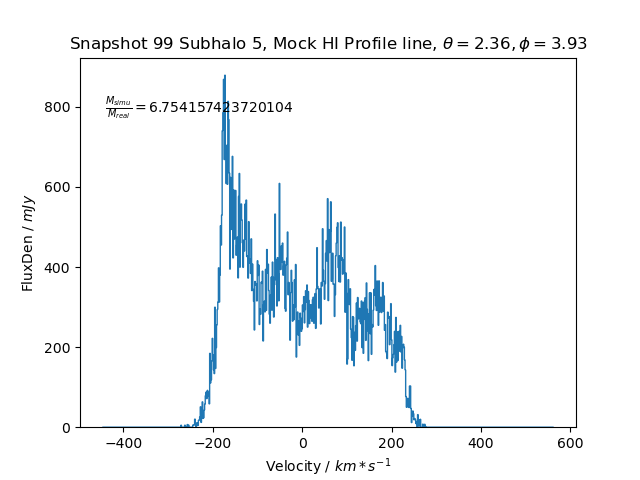 Snapshot 99 Subhalo 5, Mock HI Profile line, θ = 2.36, ϕ = 3.93
M_simu/M_real = 6.754157423720104
FluxDen / mJy
800
600
400
200
0
−400 −200 0 200 400 600
Velocity / km * s⁻¹